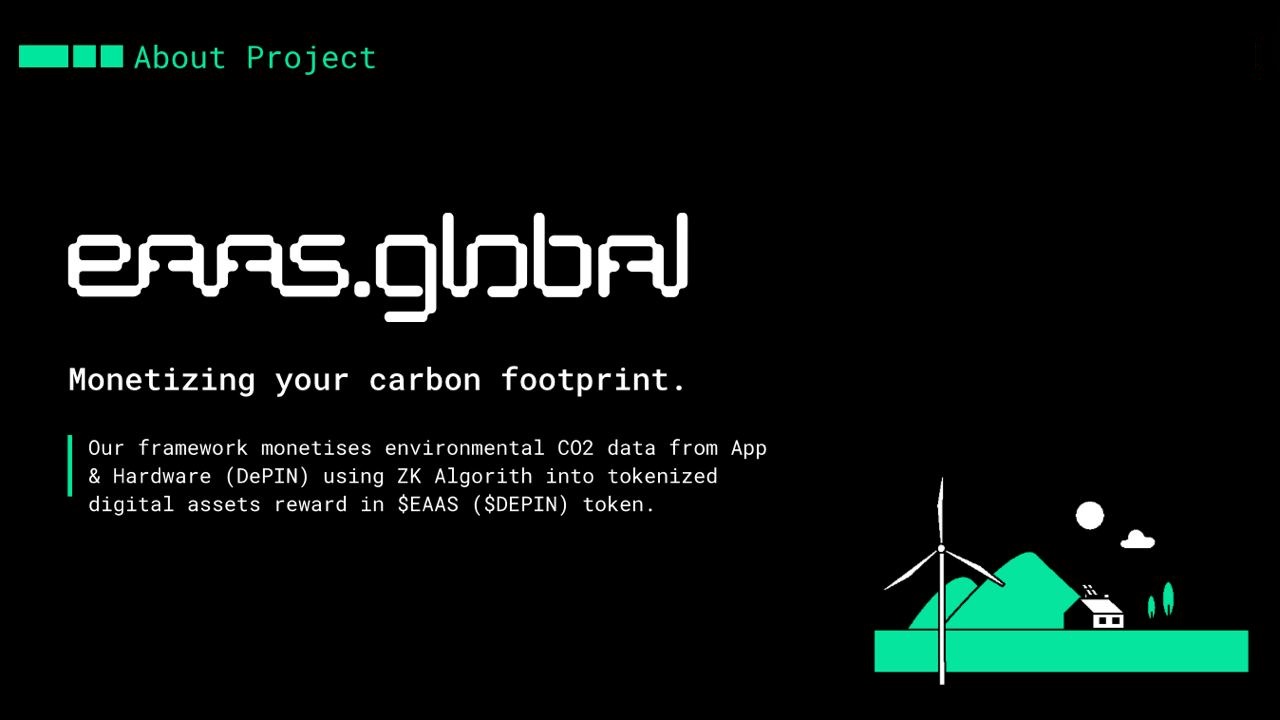 About Project
eaas.global
Monetizing your carbon footprint.
Our framework monetises environmental CO2 data from App
& Hardware (DePIN) using ZK Algorith into tokenized
digital assets reward in $EAAS ($DEPIN) token.